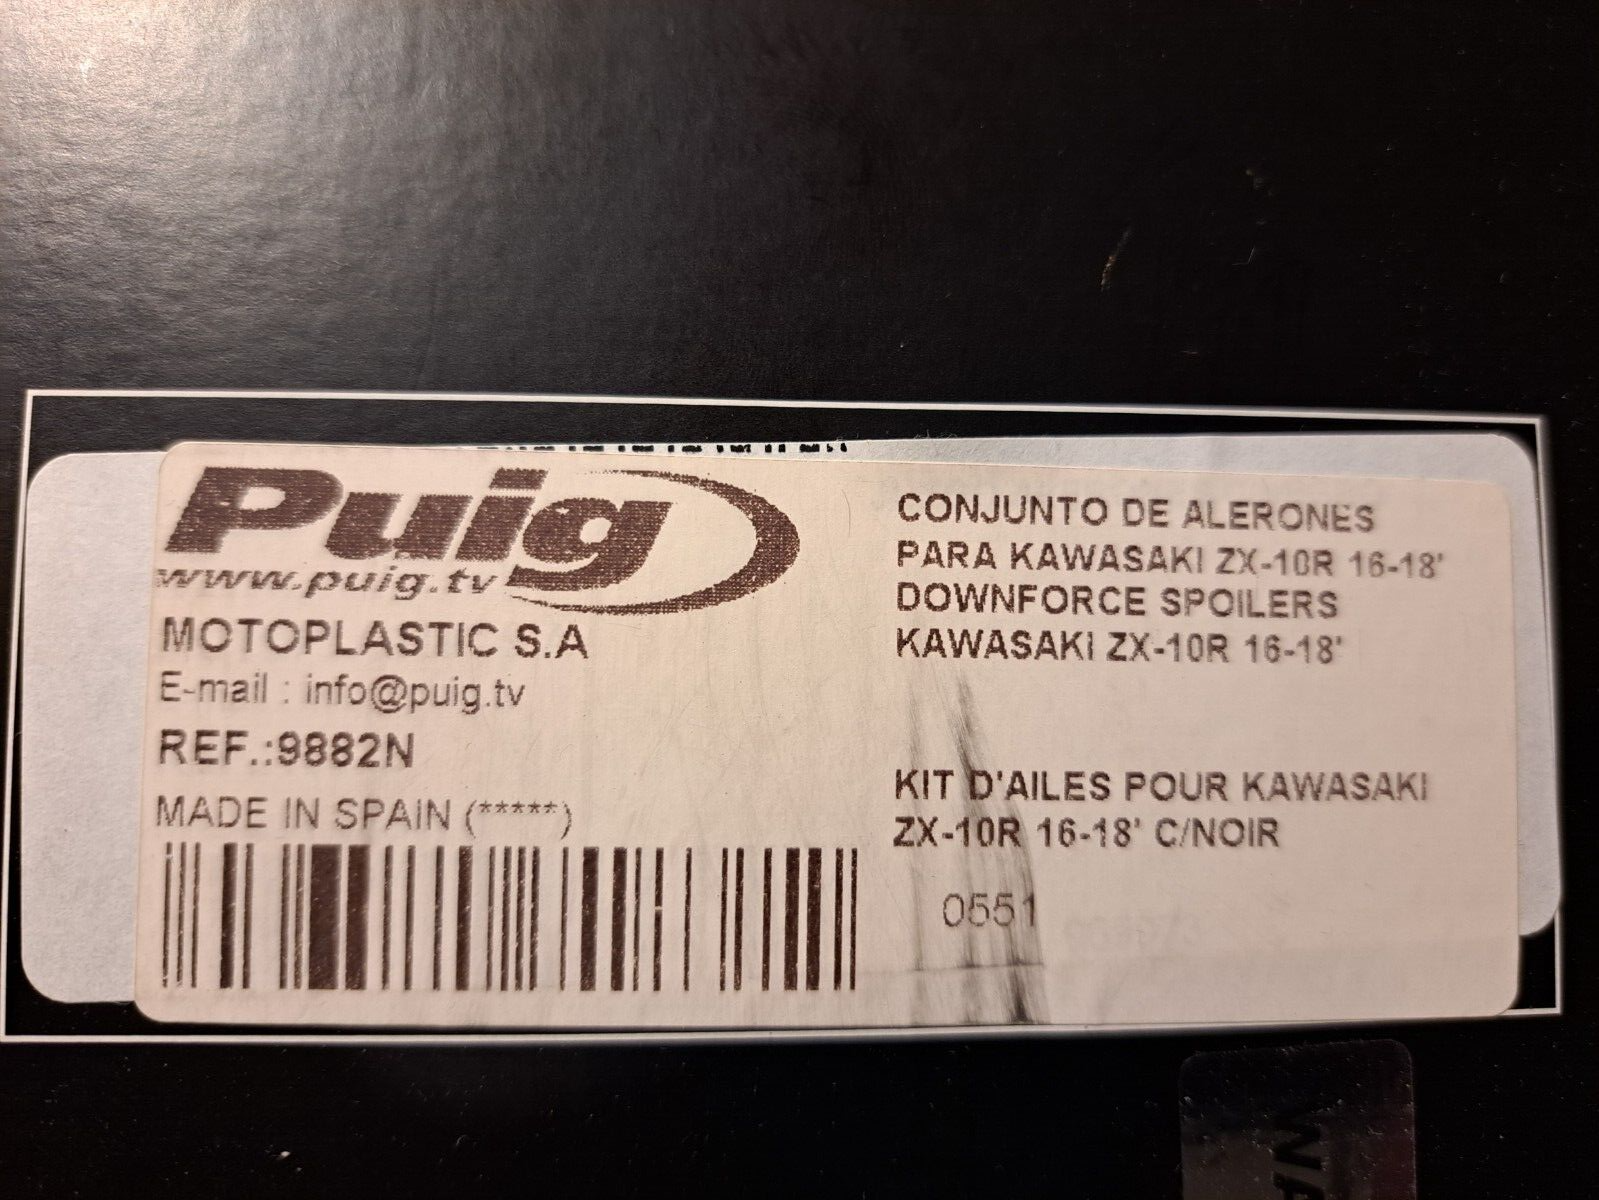 Puig
www.puig.tv
MOTOPLASTIC S.A
E-mail : info@puig.tv
REF.:9882N
MADE IN SPAIN (*****)
CONJUNTO DE ALERONES
PARA KAWASAKI ZX-10R 16-18'
DOWNFORCE SPOILERS
KAWASAKI ZX-10R 16-18'
KIT D'AILES POUR KAWASAKI
ZX-10R 16-18' C/NOIR
0551
WA